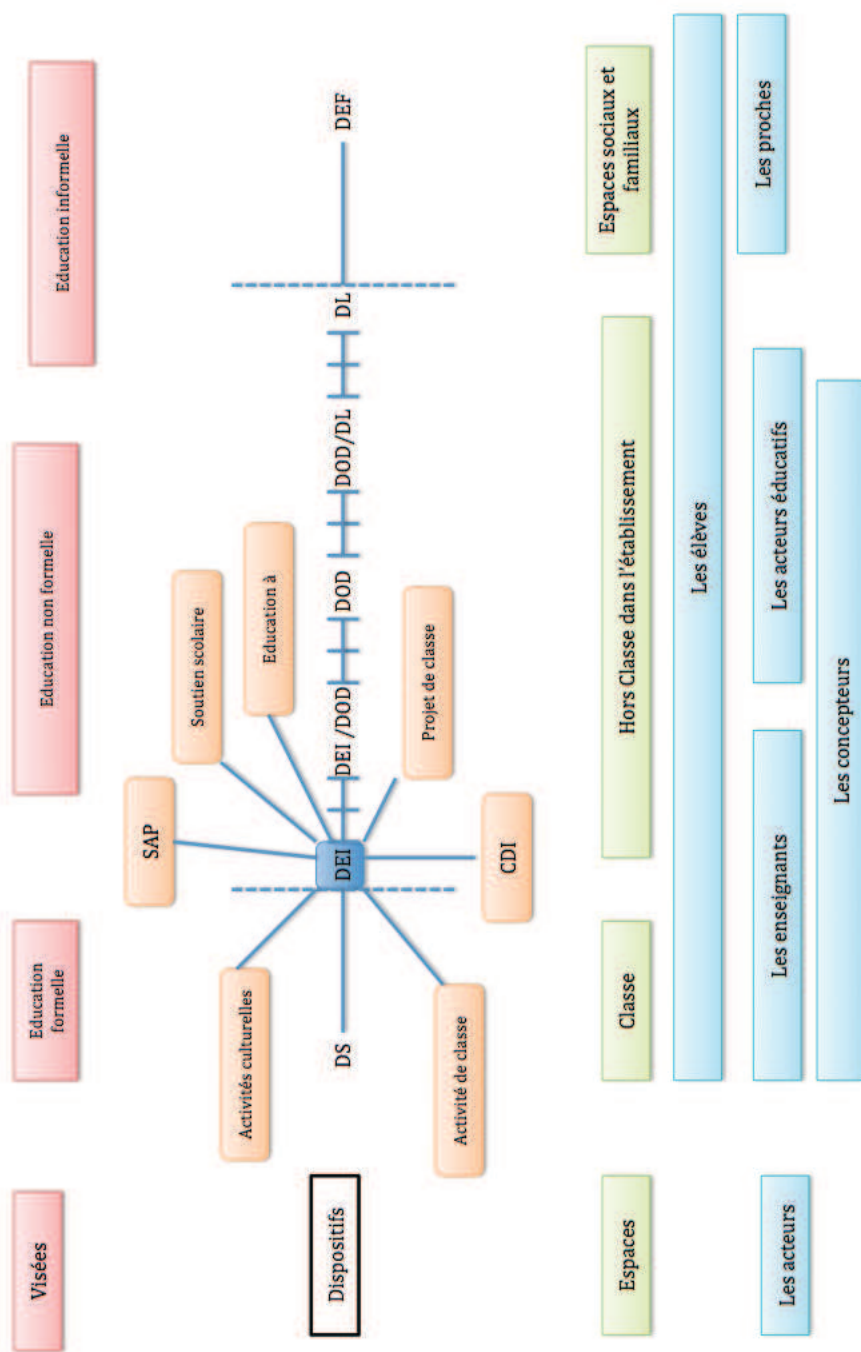 Visées
Education
formelle
Education non formelle
Education informelle
Dispositifs
SAP
Soutien scolaire
Activités culturelles
Education à
DS
DEI
DEI /DOD
DOD
DOD/DL
DL
DEF
Activité de classe
Projet de classe
CDI
Espaces
Classe
Hors Classe dans l'établissement
Espaces sociaux et
familiaux
Les acteurs
Les élèves
Les enseignants
Les acteurs éducatifs
Les proches
Les concepteurs